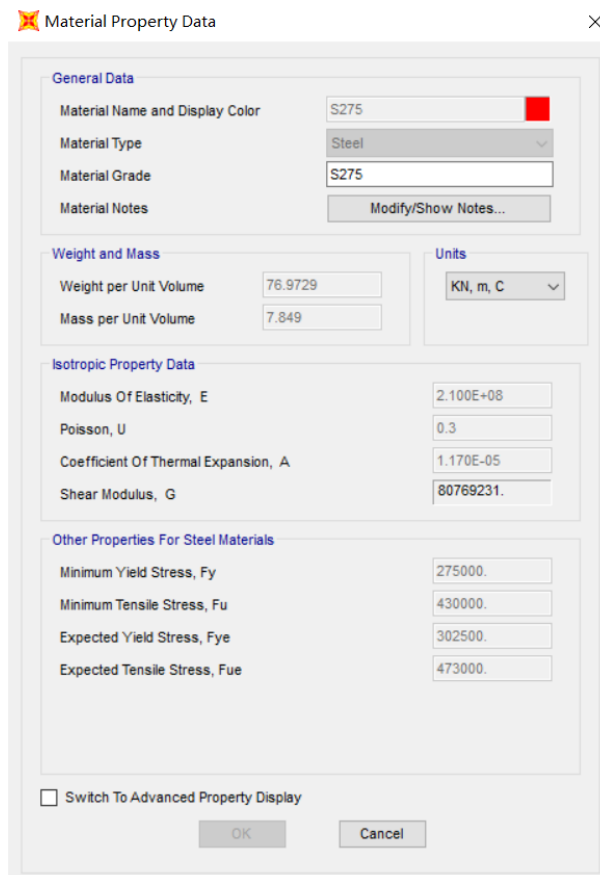 Material Property Data
General Data
Material Name and Display Color S275
Material Type Steel
Material Grade S275
Material Notes Modify/Show Notes...
Weight and Mass
Weight per Unit Volume 76.9729
Mass per Unit Volume 7.849
Units
KN, m, C
Isotropic Property Data
Modulus Of Elasticity, E 2.100E+08
Poisson, U 0.3
Coefficient Of Thermal Expansion, A 1.170E-05
Shear Modulus, G 80769231.
Other Properties For Steel Materials
Minimum Yield Stress, Fy 275000.
Minimum Tensile Stress, Fu 430000.
Expected Yield Stress, Fye 302500.
Expected Tensile Stress, Fue 473000.
Switch To Advanced Property Display
OK Cancel